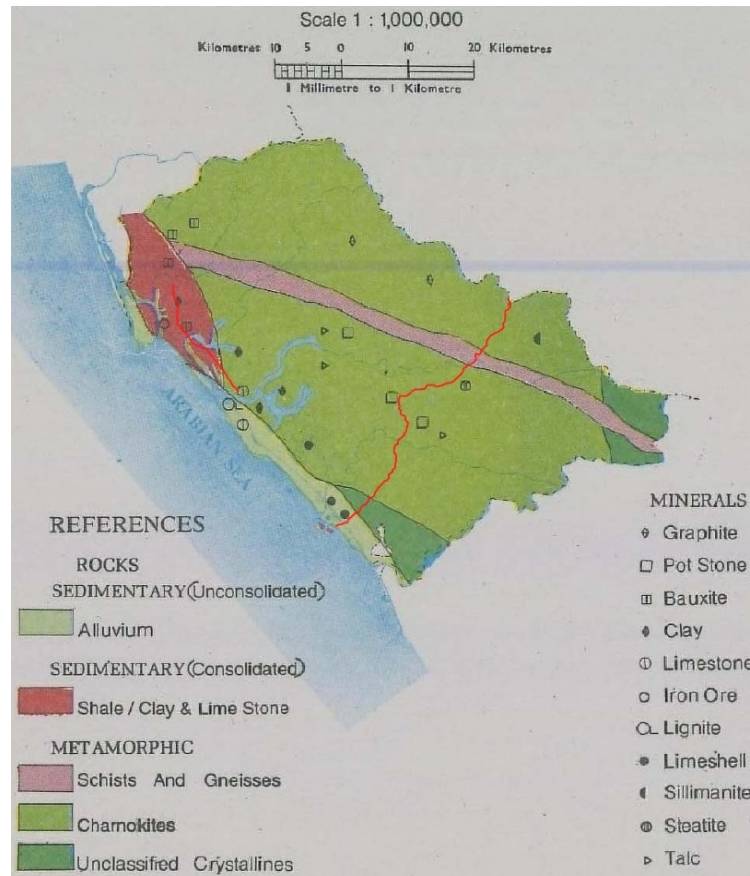 Scale 1 : 1,000,000
Kilometres 10 5 0 10 20 Kilometres
1 Millimetre to 1 Kilometre
ARABIAN SEA
REFERENCES
ROCKS
SEDIMENTARY (Unconsolidated)
Alluvium
SEDIMENTARY (Consolidated)
Shale / Clay & Lime Stone
METAMORPHIC
Schists And Gneisses
Charnokites
Unclassified Crystallines
MINERALS
Graphite
Pot Stone
Bauxite
Clay
Limestone
Iron Ore
Lignite
Limeshell
Sillimanite
Steatite
Talc